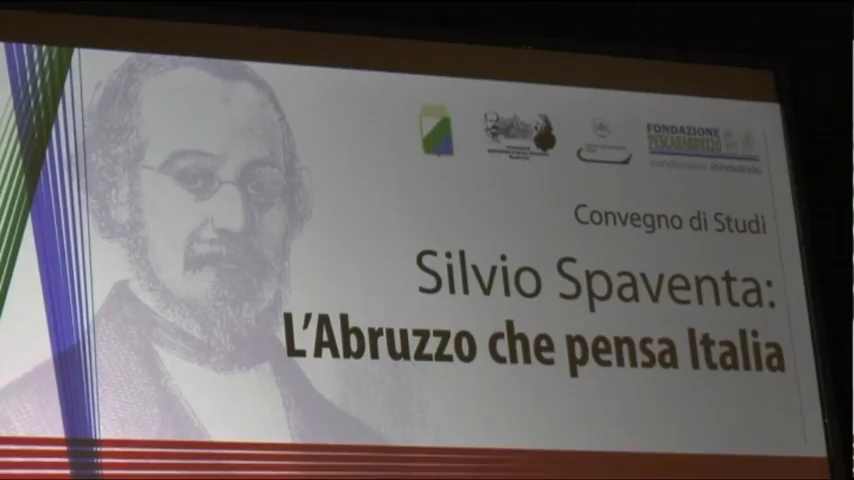 FONDAZIONE
PESCARABRUZZO
Convegno di Studi
Silvio Spaventa:
L'Abruzzo che pensa Italia